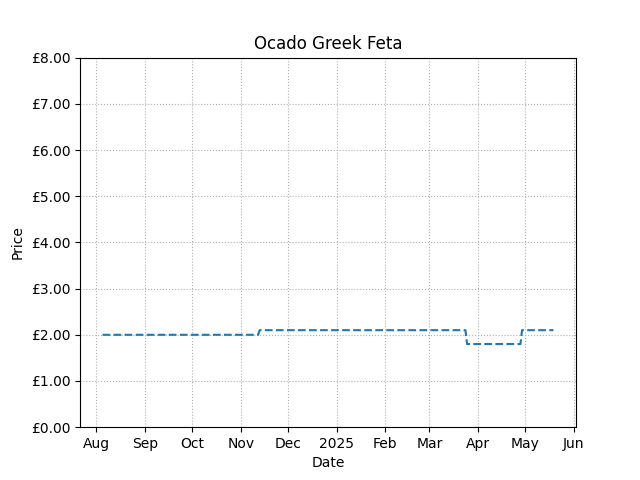 Ocado Greek Feta
£8.00
£7.00
£6.00
£5.00
£4.00
£3.00
£2.00
£1.00
£0.00
Price
Aug Sep Oct Nov Dec 2025 Feb Mar Apr May Jun
Date